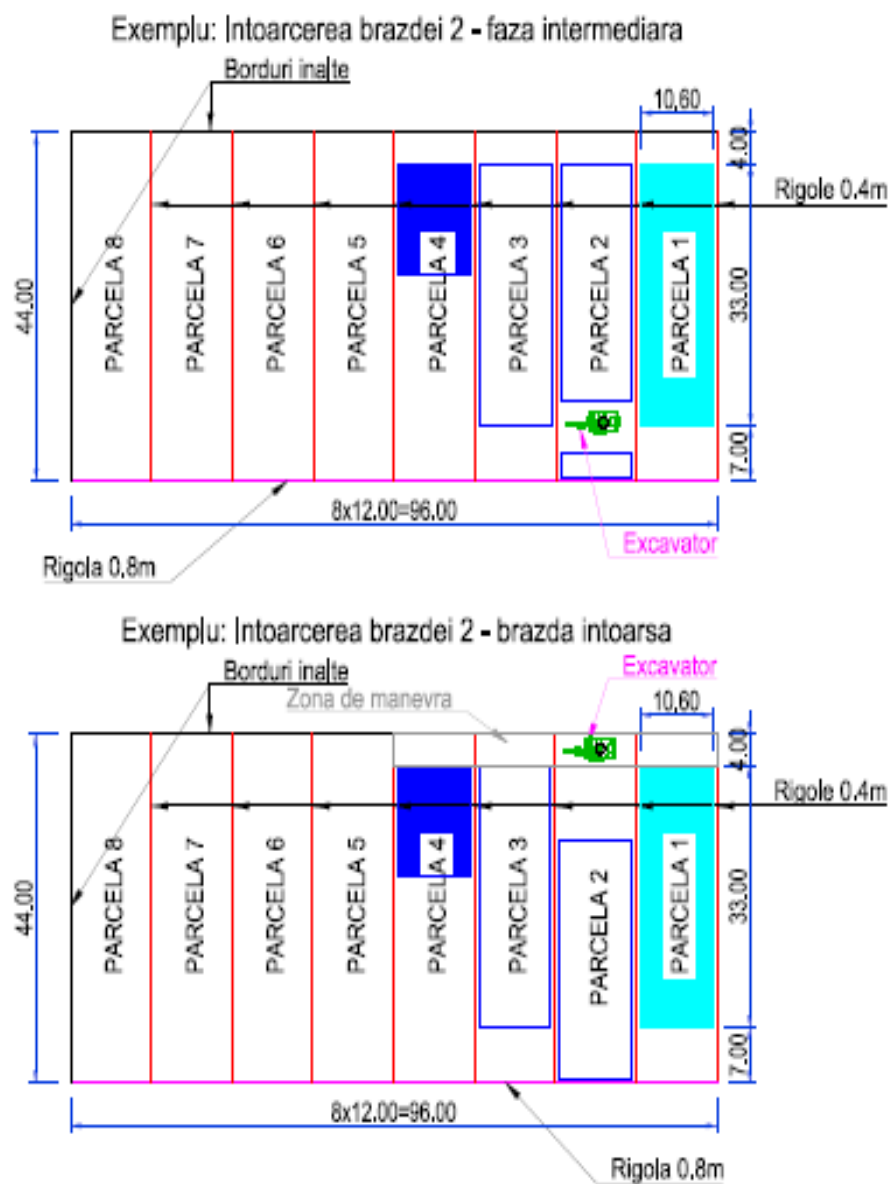 Exemplu: Intoarcerea brazdei 2 - faza intermediara
Borduri inalte
10,60
4.00
Rigole 0.4m
PARCELA 8
PARCELA 7
PARCELA 6
PARCELA 5
PARCELA 4
PARCELA 3
PARCELA 2
PARCELA 1
44.00
33.00
7.00
8x12.00=96.00
Excavator
Rigola 0.8m
Exemplu: Intoarcerea brazdei 2 - brazda intoarsa
Borduri inalte
Excavator
Zona de manevra
10,60
4.00
Rigole 0.4m
PARCELA 8
PARCELA 7
PARCELA 6
PARCELA 5
PARCELA 4
PARCELA 3
PARCELA 2
PARCELA 1
44.00
33.00
7.00
8x12.00=96.00
Rigola 0.8m